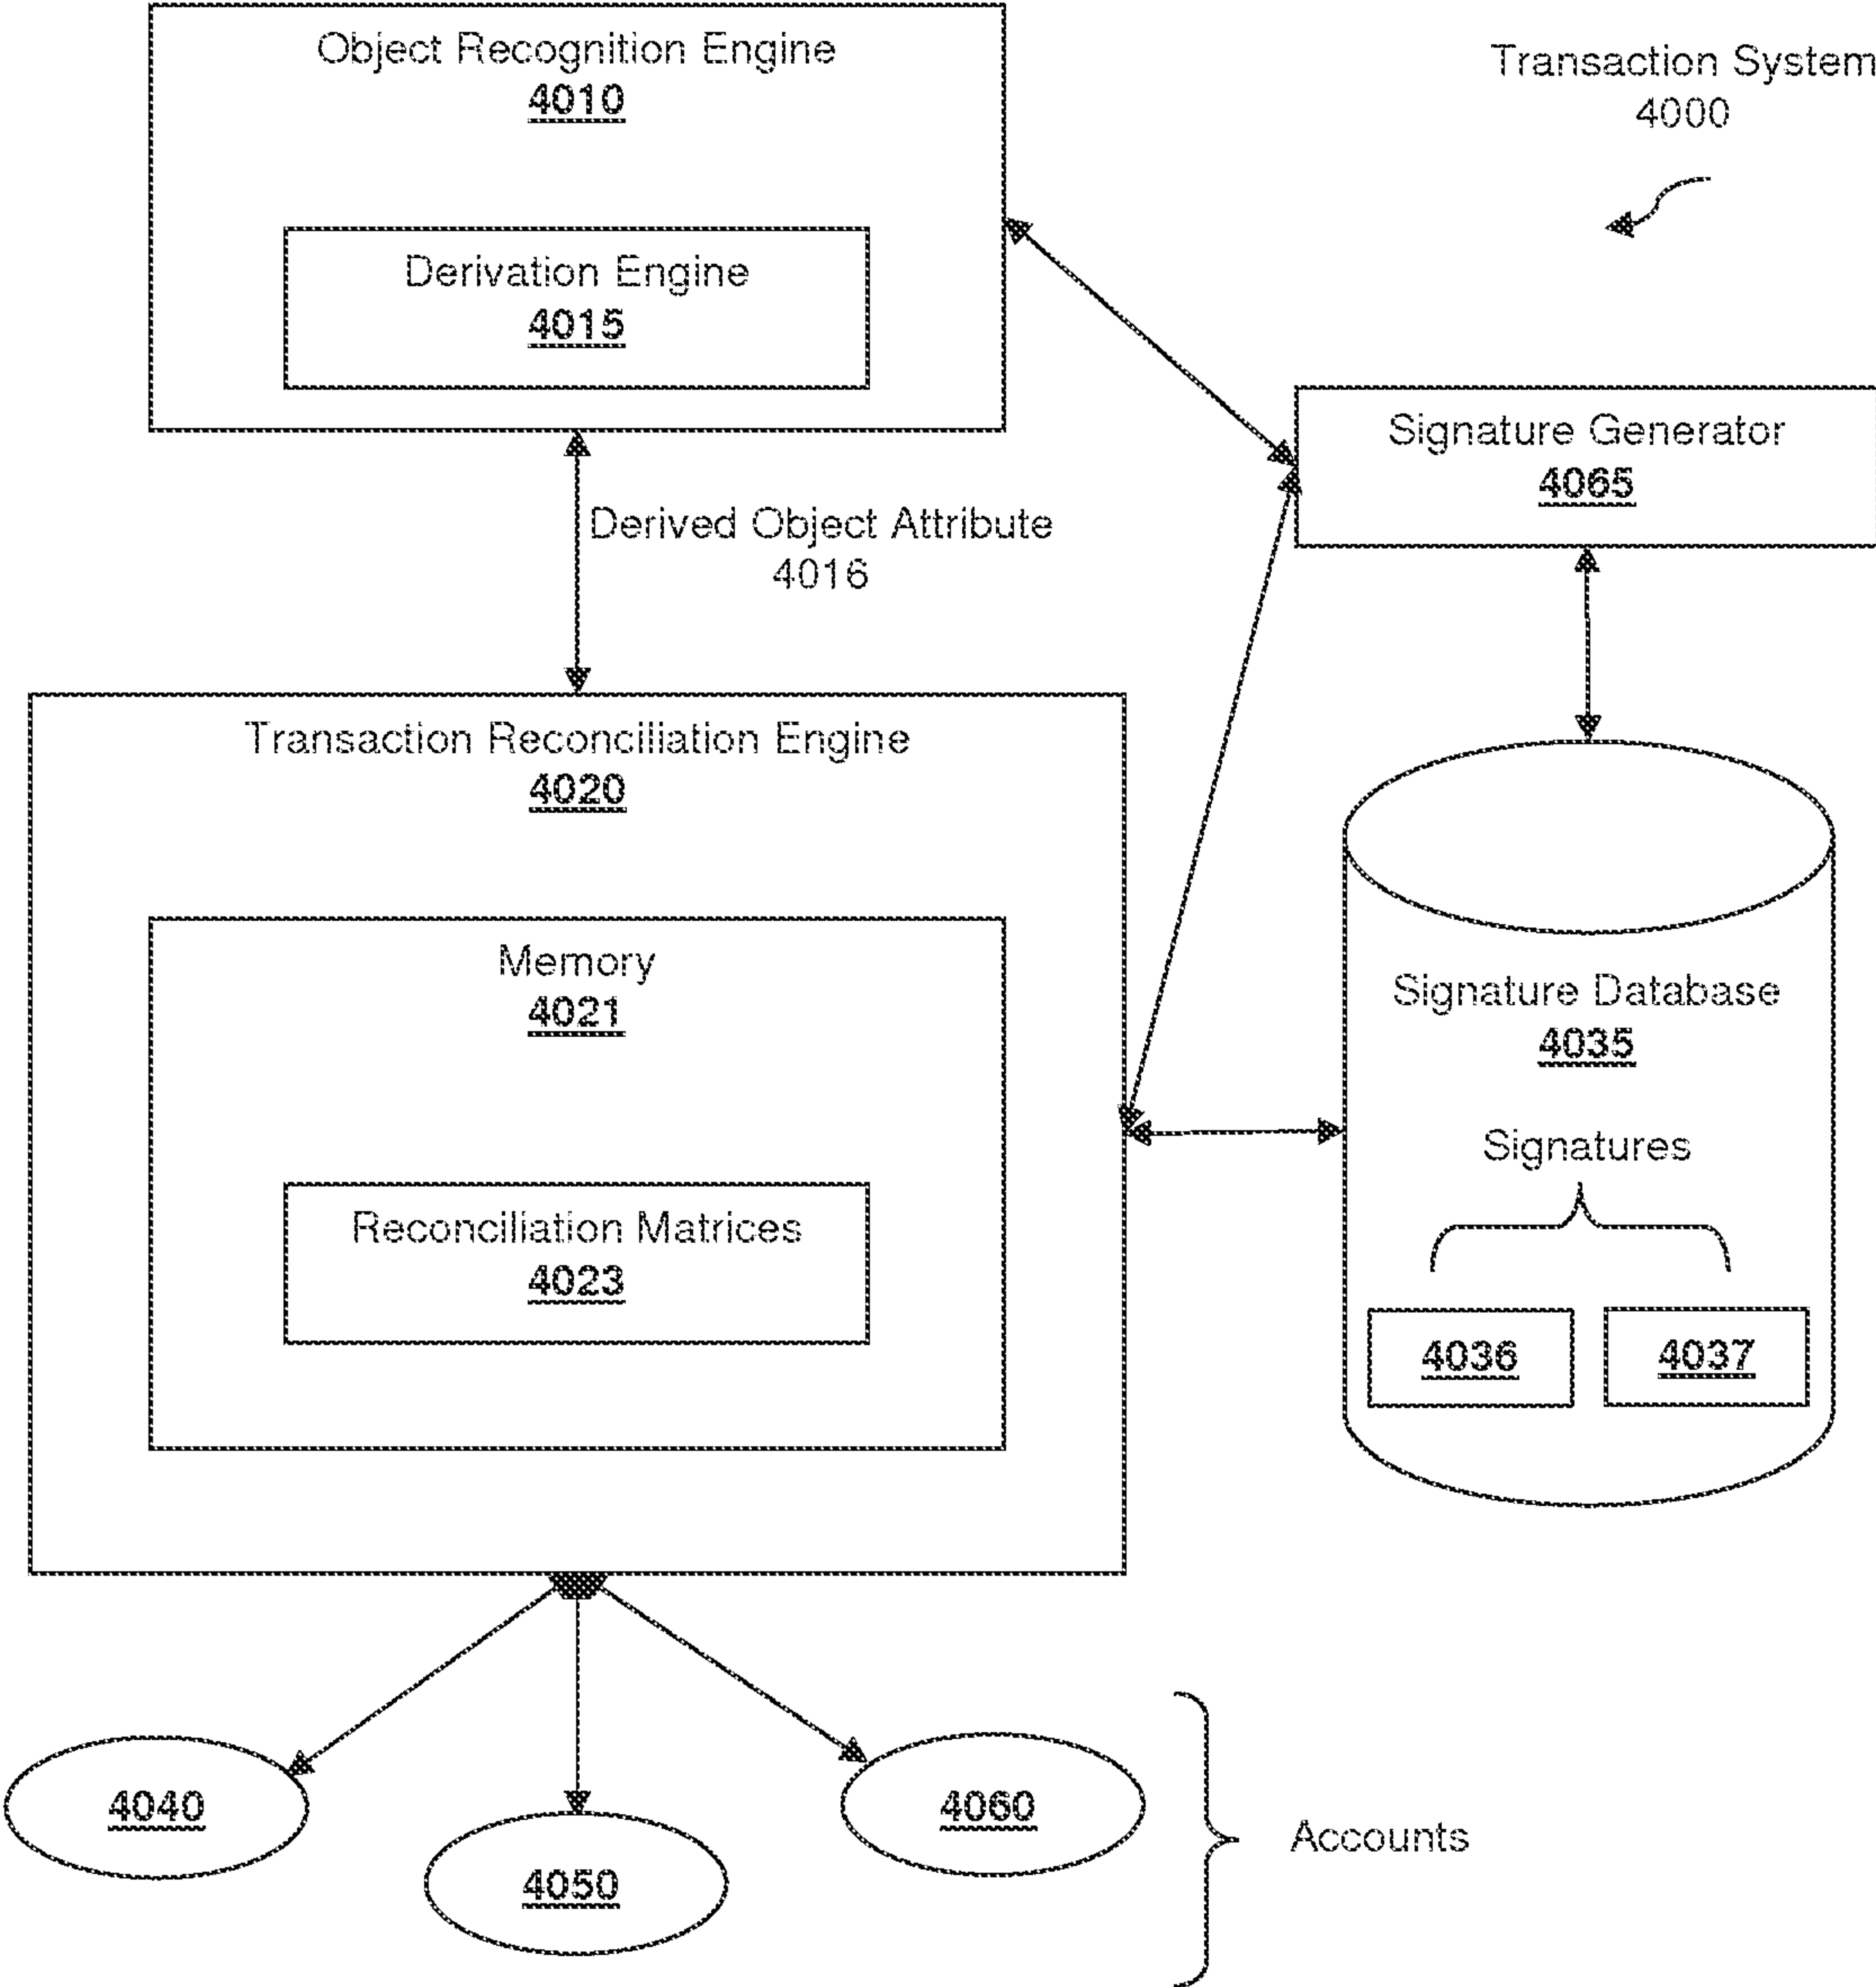 Object Recognition Engine
4010
Transaction System
4000
Derivation Engine
4015
Signature Generator
4065
Derived Object Attribute
4016
Transaction Reconciliation Engine
4020
Memory
4021
Signature Database
4035
Signatures
Reconciliation Matrices
4023
4036
4037
4040
4050
4060
Accounts